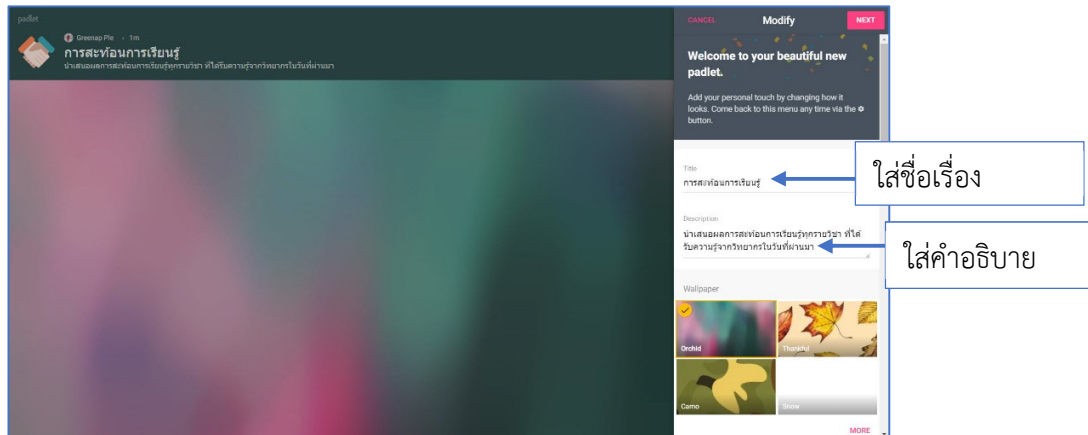 padlet
Greenap Pie • 1m
การสะท้อนการเรียนรู้
นำเสนอผลการสะท้อนการเรียนรู้ทุกรายวิชา ที่ได้รับความรู้จากวิทยากรในวันที่ผ่านมา
CANCEL
Modify
NEXT
Welcome to your beautiful new
padlet.
Add your personal touch by changing how it
looks. Come back to this menu any time via the
button.
Title
การสะท้อนการเรียนรู้
ใส่ชื่อเรื่อง
Description
นำเสนอผลการสะท้อนการเรียนรู้ทุกรายวิชา ที่ได้
รับความรู้จากวิทยากรในวันที่ผ่านมา
ใส่คำอธิบาย
Wallpaper
Orchid
Thankful
Camo
Snow
MORE